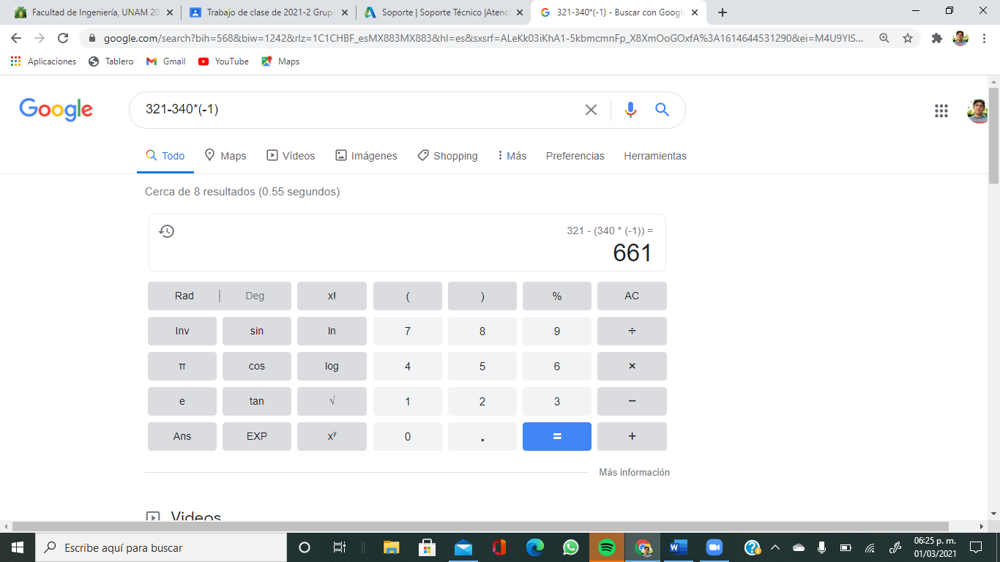 Facultad de Ingeniería, UNAM 20
Trabajo de clase de 2021-2 Grupo
Soporte | Soporte Técnico |Atenc
321-340*(-1) - Buscar con Google
google.com/search?bih=568&biw=1242&rlz=1C1CHBF_esMX883MX883&hl=es&sxsrf=ALeKk03iKhA1-5kbmcmnFp_X8XmOoGOxfA%3A1614644531290&ei=M4U9YIS...
Aplicaciones Tablero Gmail YouTube Maps
Google
321-340*(-1)
Todo Maps Vídeos Imágenes Shopping Más Preferencias Herramientas
Cerca de 8 resultados (0.55 segundos)
321 - (340 * (-1)) =
661
Rad | Deg x! ( ) % AC
Inv sin ln 7 8 9 ÷
π cos log 4 5 6 ×
e tan √ 1 2 3 −
Ans EXP xʸ 0 . = +
Más información
Videos
Escribe aquí para buscar
06:25 p. m.
01/03/2021